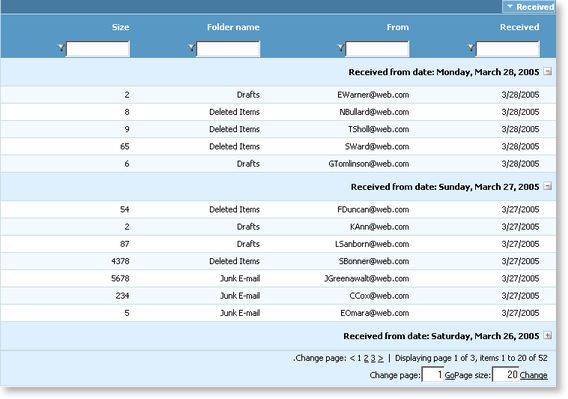 Received
Size Folder name From Received
Received from date: Monday, March 28, 2005
2 Drafts EWarner@web.com 3/28/2005
8 Deleted Items NBullard@web.com 3/28/2005
9 Deleted Items TSholl@web.com 3/28/2005
65 Deleted Items SWard@web.com 3/28/2005
6 Drafts GTomlinson@web.com 3/28/2005
Received from date: Sunday, March 27, 2005
54 Deleted Items FDuncan@web.com 3/27/2005
2 Drafts KAnn@web.com 3/27/2005
87 Drafts LSanborn@web.com 3/27/2005
4378 Deleted Items SBonner@web.com 3/27/2005
5678 Junk E-mail JGreenawalt@web.com 3/27/2005
234 Junk E-mail CCox@web.com 3/27/2005
5 Junk E-mail EOmara@web.com 3/27/2005
Received from date: Saturday, March 26, 2005
.Change page: < 1 2 3 > | Displaying page 1 of 3, items 1 to 20 of 52
Change page: 1 GoPage size: 20 Change